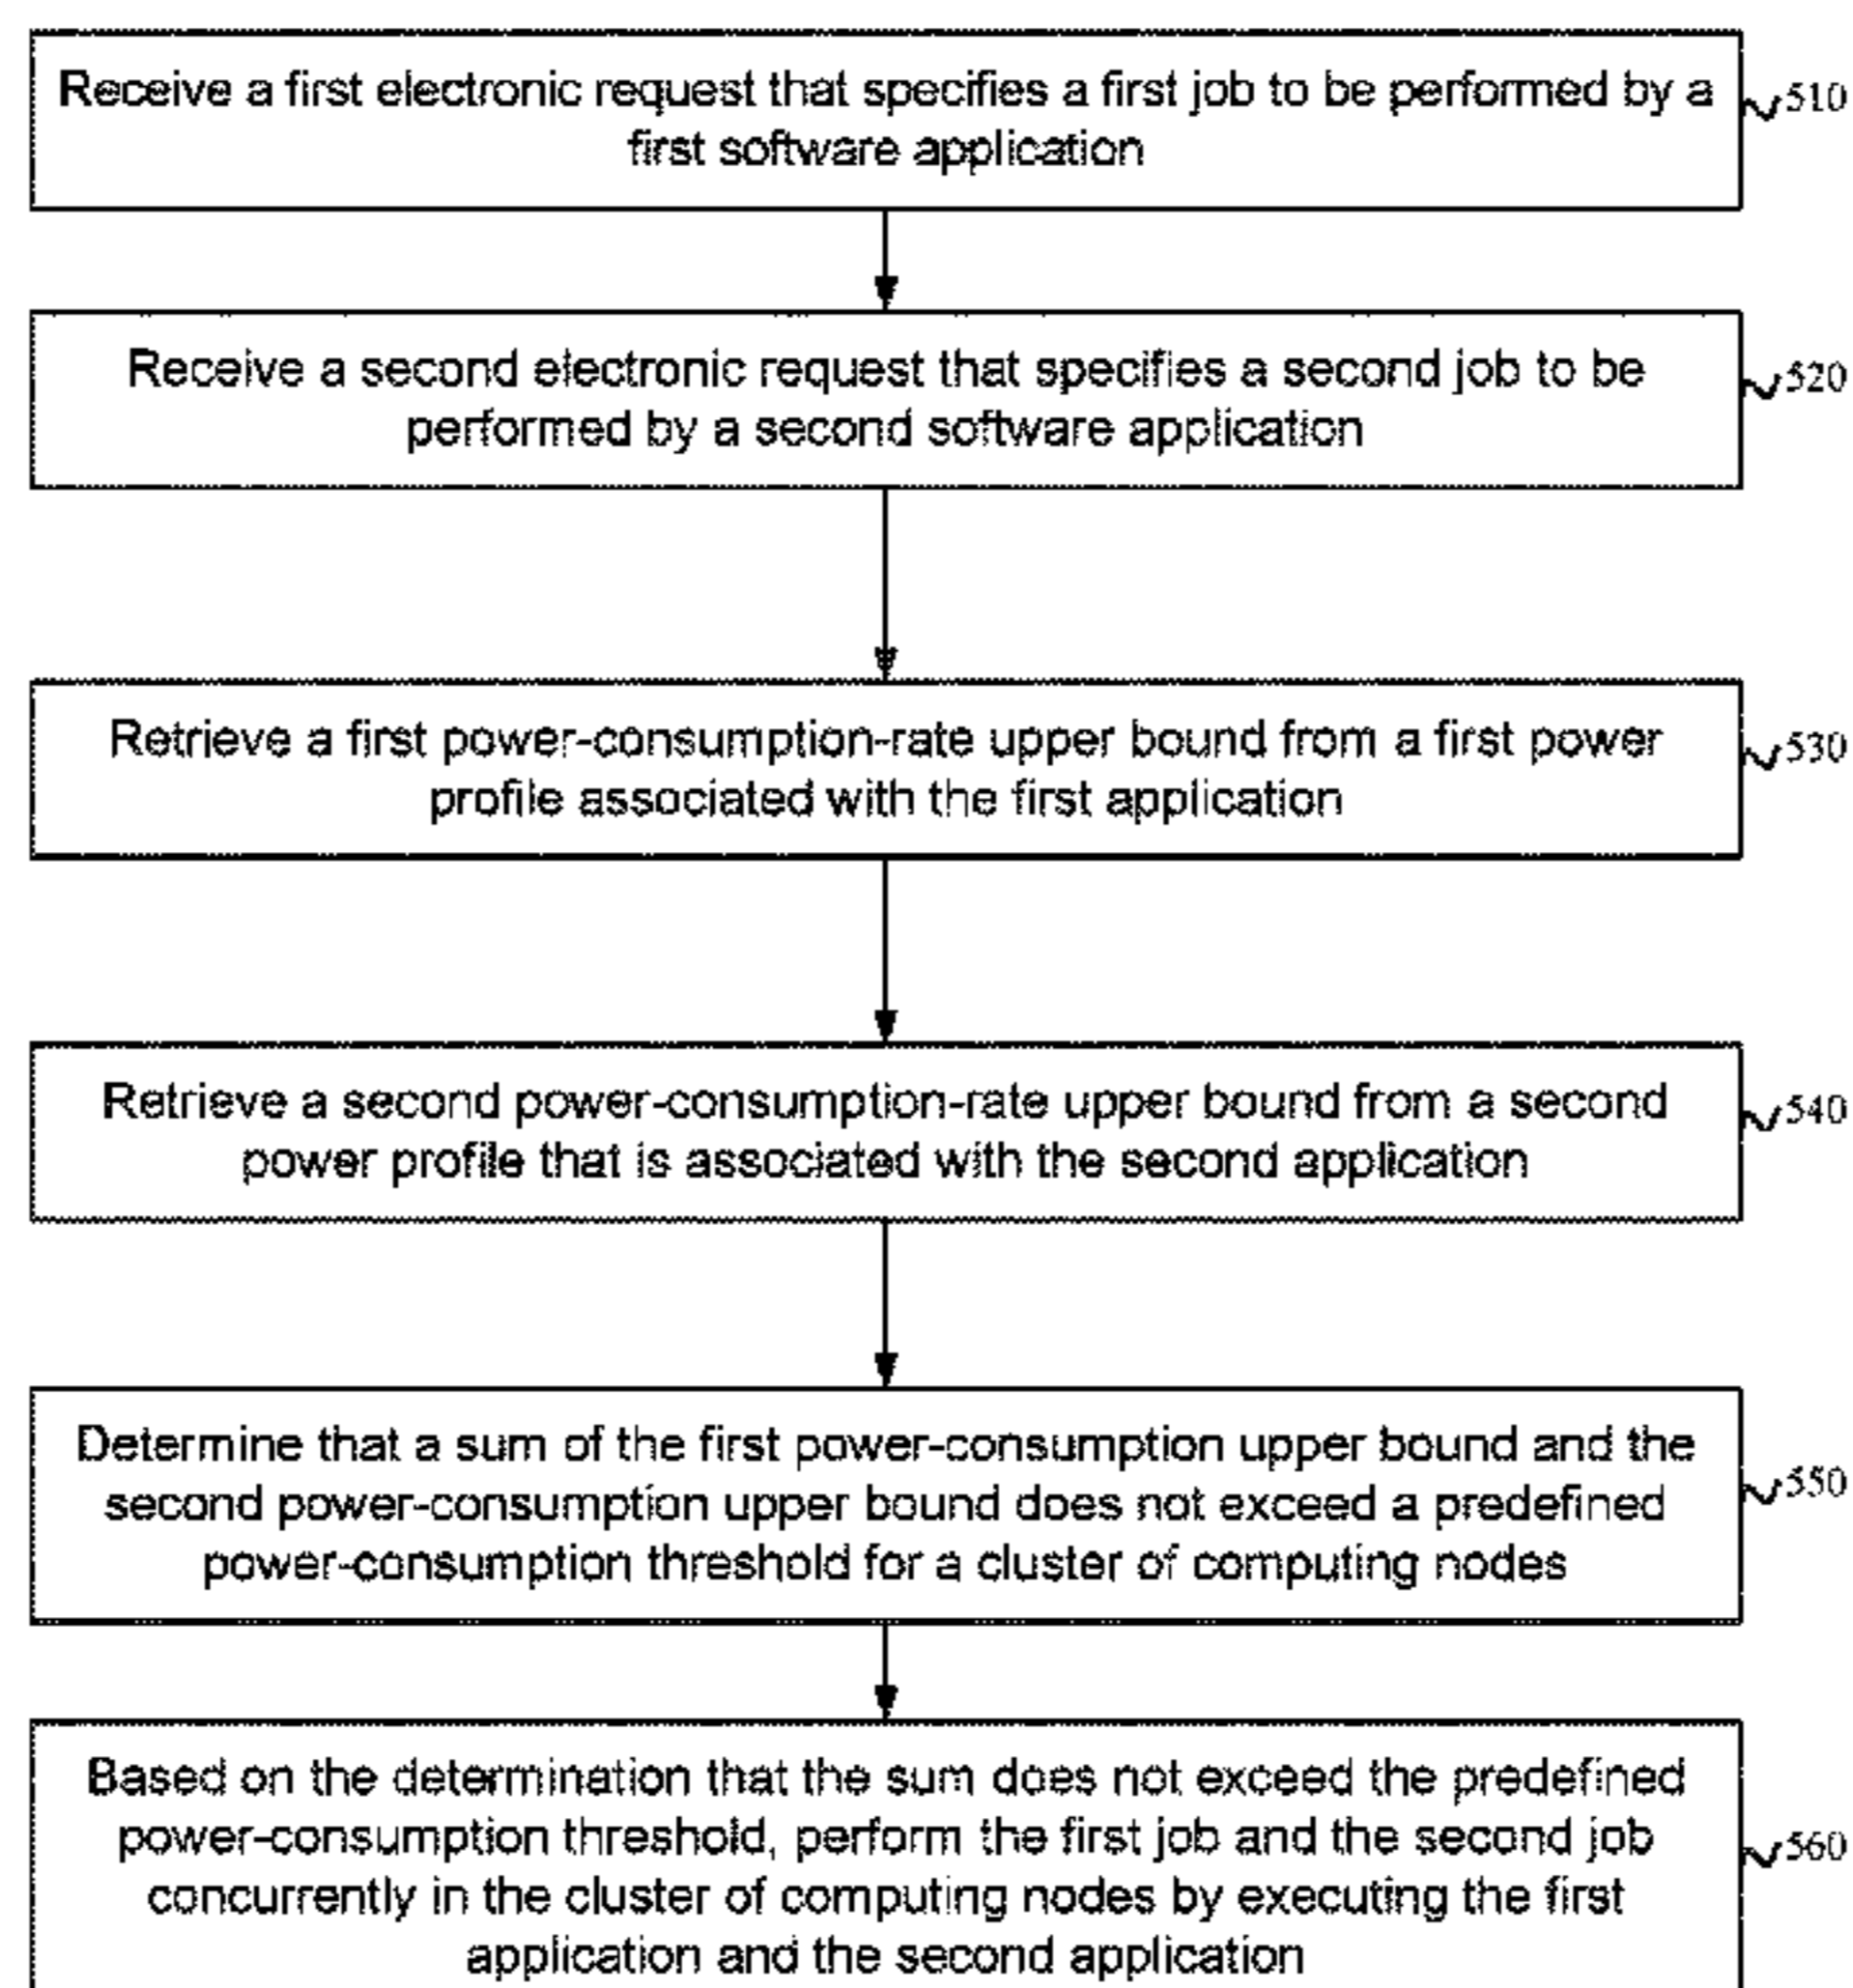 Receive a first electronic request that specifies a first job to be performed by a
first software application
510
Receive a second electronic request that specifies a second job to be
performed by a second software application
520
Retrieve a first power-consumption-rate upper bound from a first power
profile associated with the first application
530
Retrieve a second power-consumption-rate upper bound from a second
power profile that is associated with the second application
540
Determine that a sum of the first power-consumption upper bound and the
second power-consumption upper bound does not exceed a predefined
power-consumption threshold for a cluster of computing nodes
550
Based on the determination that the sum does not exceed the predefined
power-consumption threshold, perform the first job and the second job
concurrently in the cluster of computing nodes by executing the first
application and the second application
560